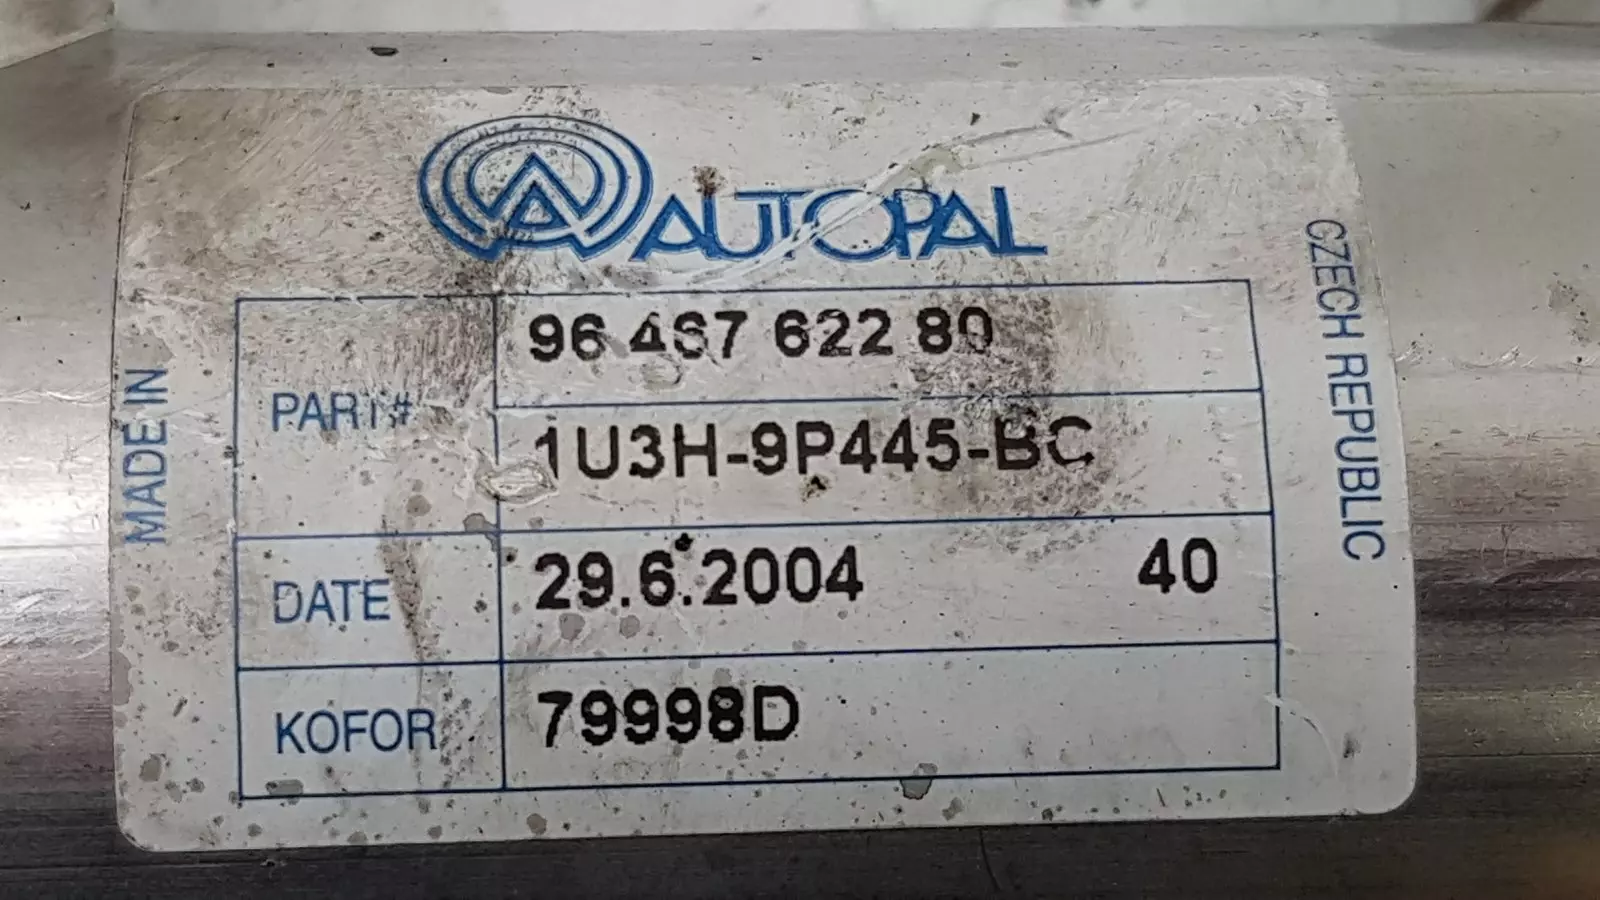 AUTOPAL
MADE IN
CZECH REPUBLIC
PART#
96 467 622 80
1U3H-9P445-BC
DATE
29.6.2004 40
KOFOR
79998D